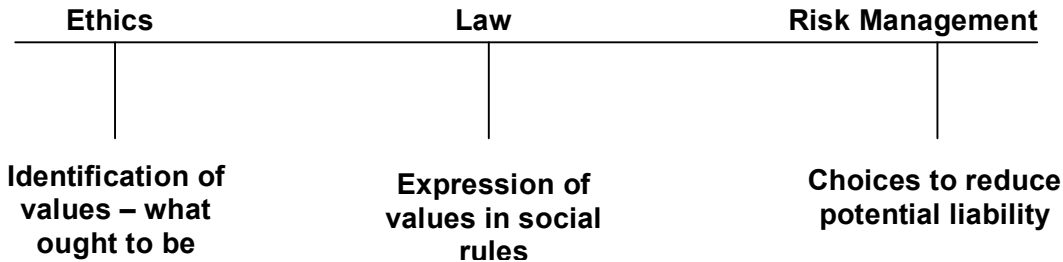 Ethics
Law
Risk Management
Identification of
values – what
ought to be
Expression of
values in social
rules
Choices to reduce
potential liability